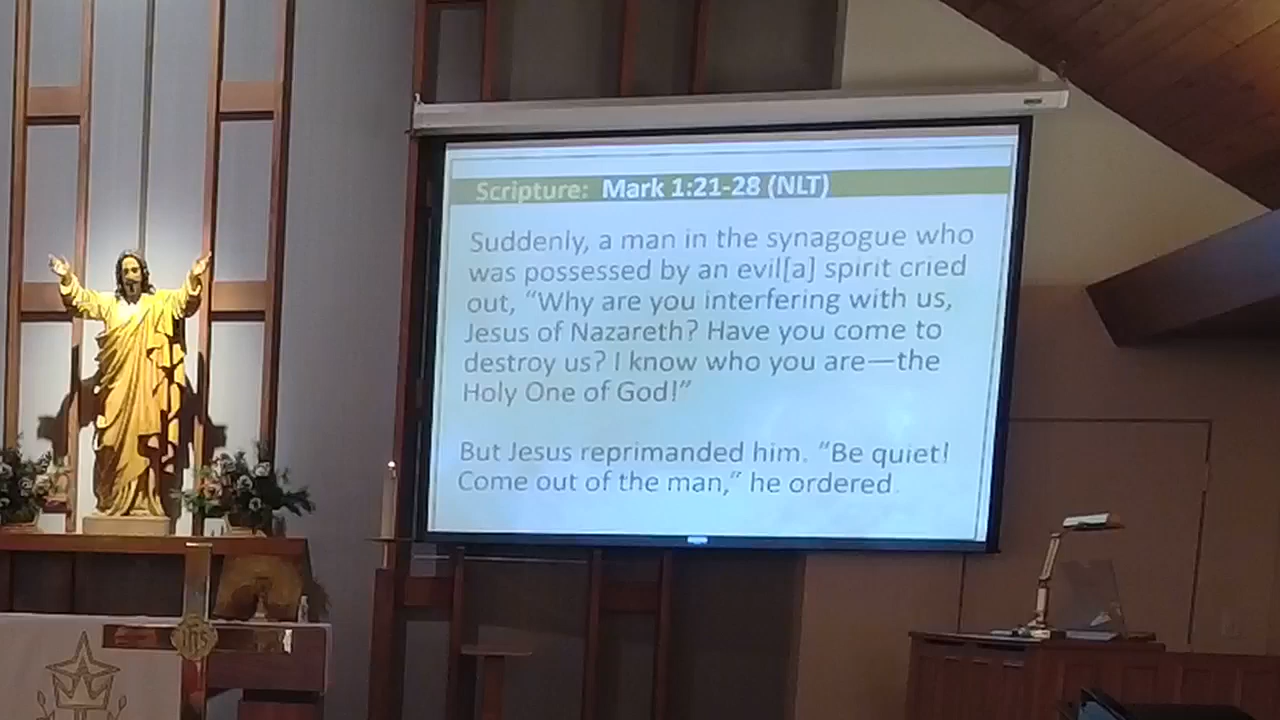 Scripture: Mark 1:21-28 (NLT)
Suddenly, a man in the synagogue who
was possessed by an evil[a] spirit cried
out, “Why are you interfering with us,
Jesus of Nazareth? Have you come to
destroy us? I know who you are—the
Holy One of God!”
But Jesus reprimanded him. “Be quiet!
Come out of the man,” he ordered.
IHS